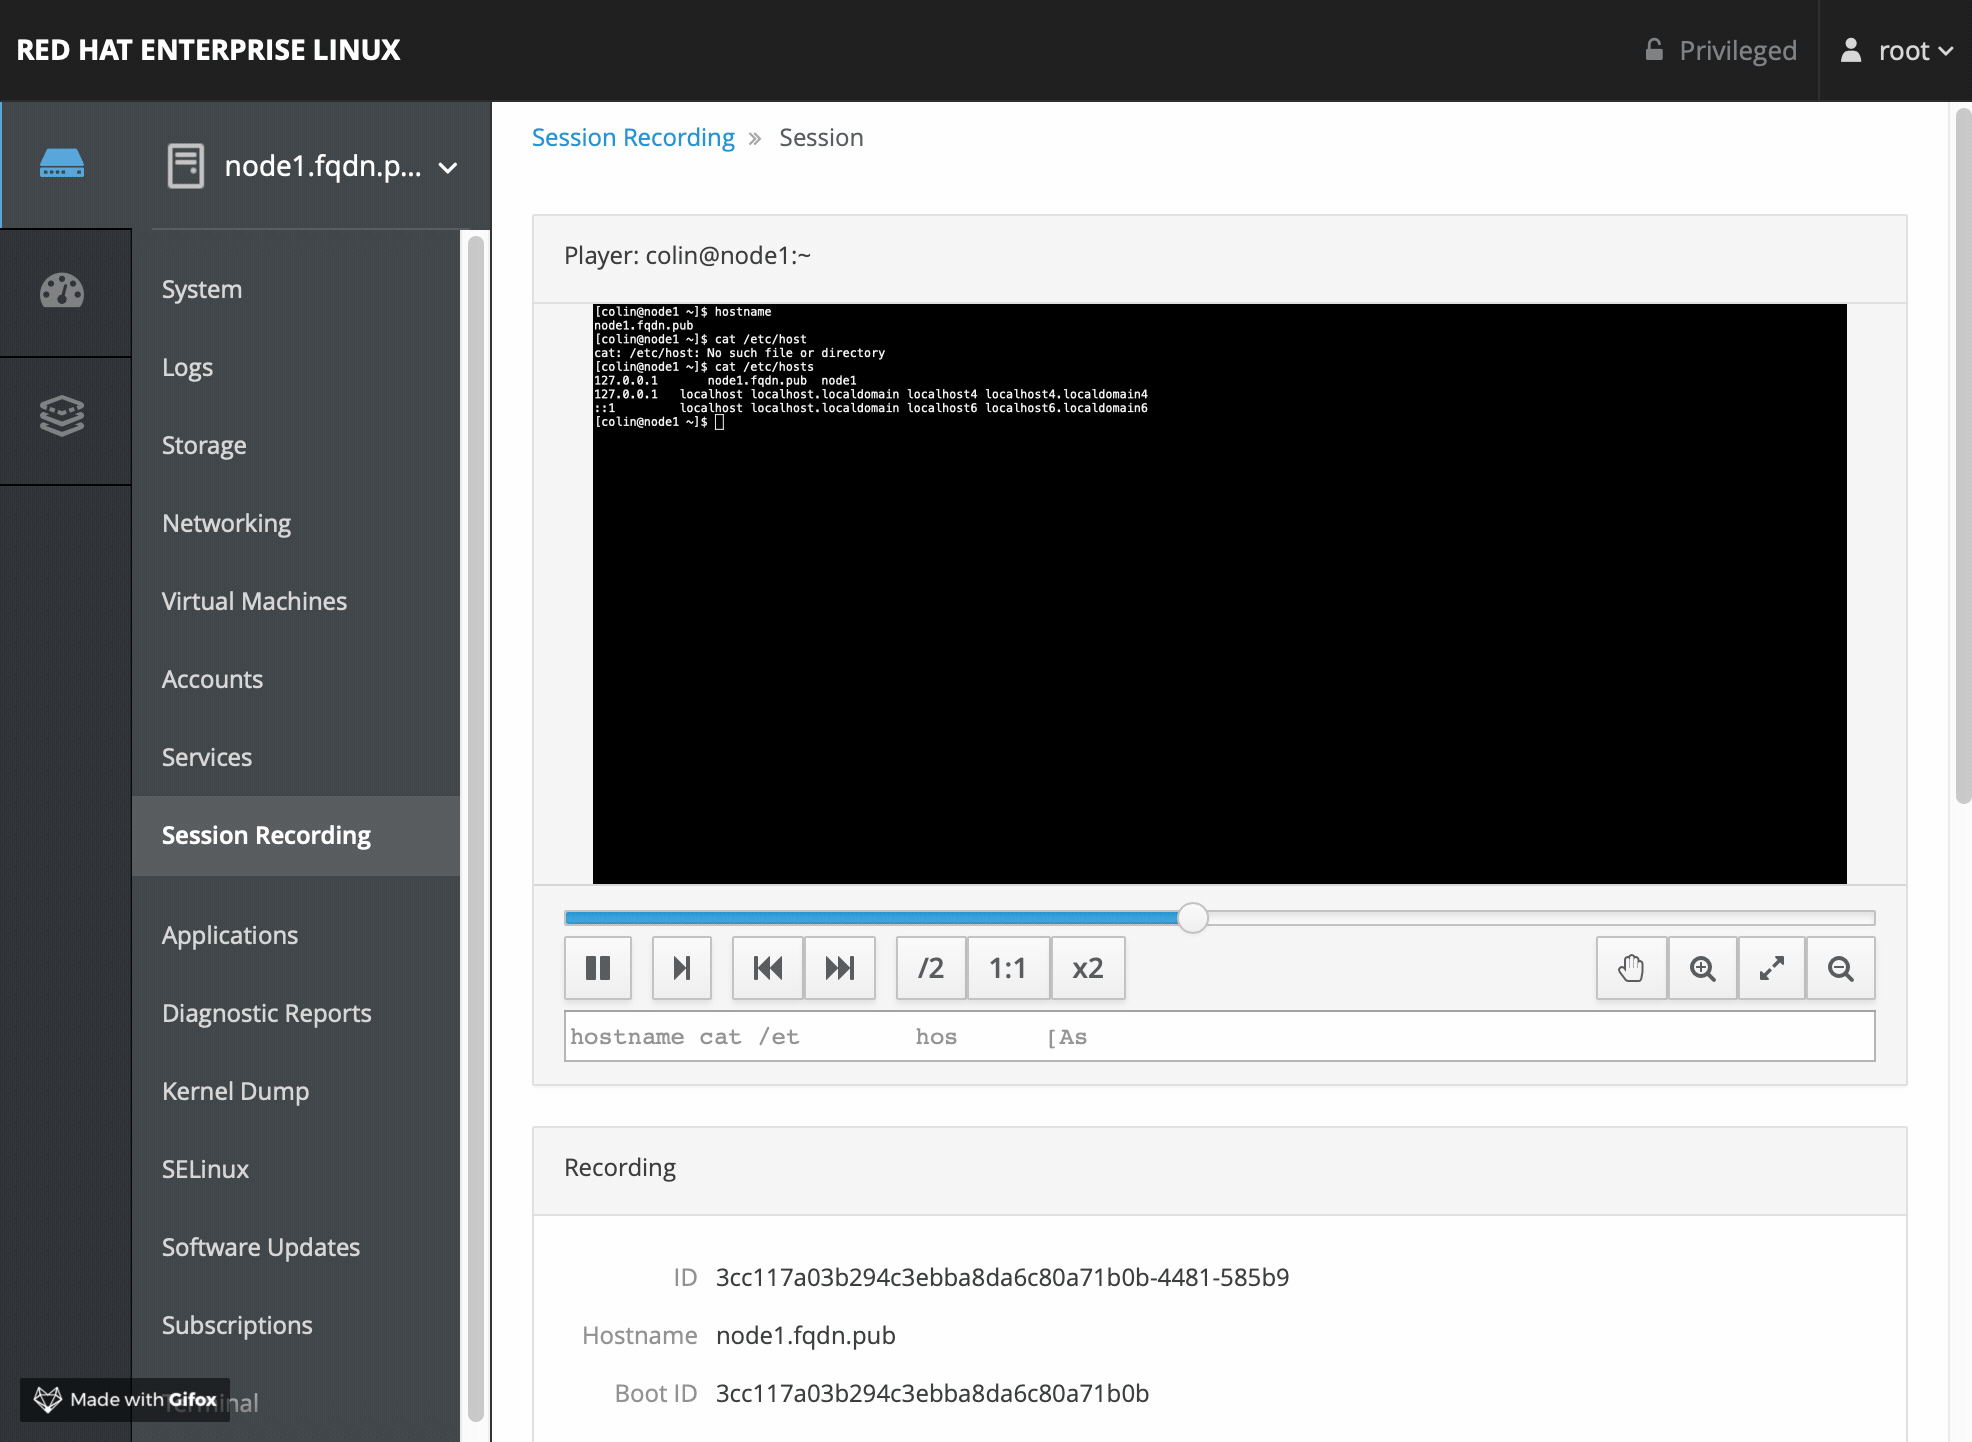 RED HAT ENTERPRISE LINUX
Privileged
root
node1.fqdn.p...
System
Logs
Storage
Networking
Virtual Machines
Accounts
Services
Session Recording
Applications
Diagnostic Reports
Kernel Dump
SELinux
Software Updates
Subscriptions
Terminal
Made with Gifox
Session Recording » Session
Player: colin@node1:~
[colin@node1 ~]$ hostname
node1.fqdn.pub
[colin@node1 ~]$ cat /etc/host
cat: /etc/host: No such file or directory
[colin@node1 ~]$ cat /etc/hosts
127.0.0.1       node1.fqdn.pub  node1
127.0.0.1   localhost localhost.localdomain localhost4 localhost4.localdomain4
::1         localhost localhost.localdomain localhost6 localhost6.localdomain6
[colin@node1 ~]$
/2 1:1 x2
hostname cat /et        hos      [As
Recording
ID 3cc117a03b294c3ebba8da6c80a71b0b-4481-585b9
Hostname node1.fqdn.pub
Boot ID 3cc117a03b294c3ebba8da6c80a71b0b